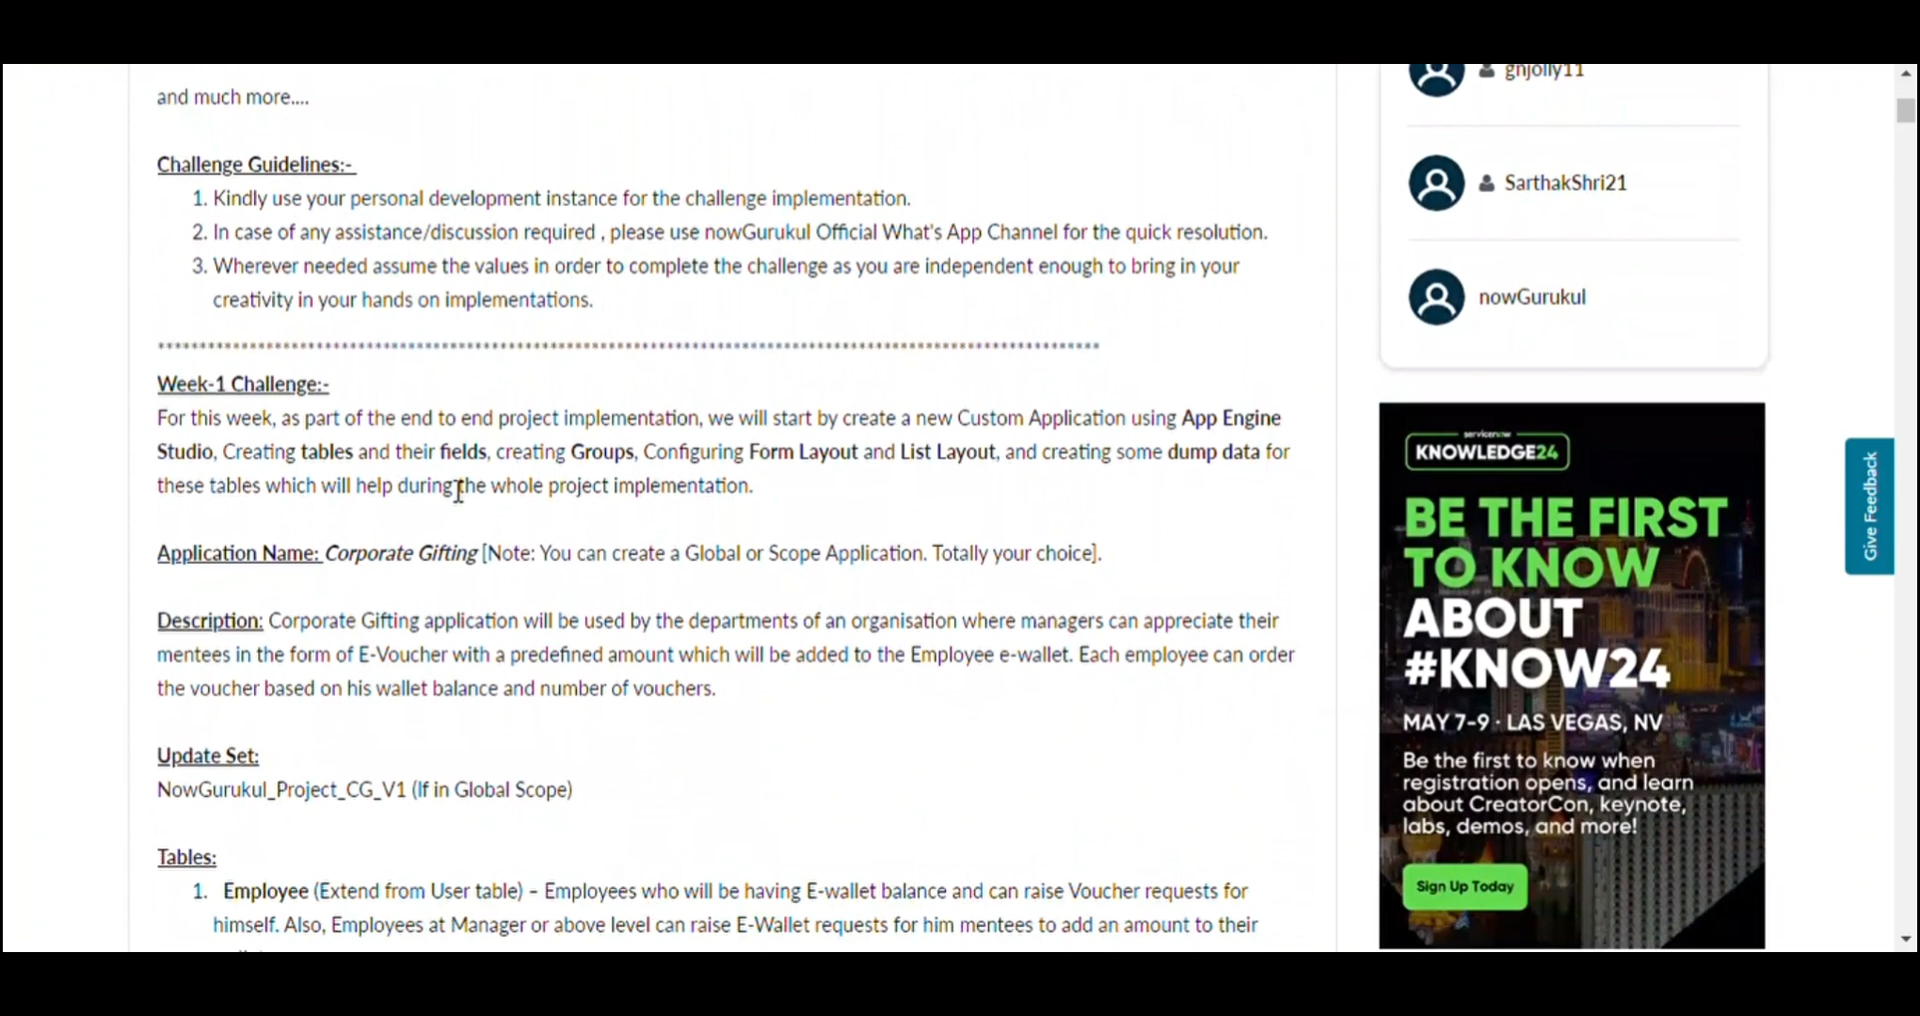 and much more....
Challenge Guidelines:-
1. Kindly use your personal development instance for the challenge implementation.
2. In case of any assistance/discussion required , please use nowGurukul Official What's App Channel for the quick resolution.
3. Wherever needed assume the values in order to complete the challenge as you are independent enough to bring in your
creativity in your hands on implementations.
Week-1 Challenge:-
For this week, as part of the end to end project implementation, we will start by create a new Custom Application using App Engine
Studio, Creating tables and their fields, creating Groups, Configuring Form Layout and List Layout, and creating some dump data for
these tables which will help during the whole project implementation.
Application Name: Corporate Gifting [Note: You can create a Global or Scope Application. Totally your choice].
Description: Corporate Gifting application will be used by the departments of an organisation where managers can appreciate their
mentees in the form of E-Voucher with a predefined amount which will be added to the Employee e-wallet. Each employee can order
the voucher based on his wallet balance and number of vouchers.
Update Set:
NowGurukul_Project_CG_V1 (If in Global Scope)
Tables:
1. Employee (Extend from User table) - Employees who will be having E-wallet balance and can raise Voucher requests for
himself. Also, Employees at Manager or above level can raise E-Wallet requests for him mentees to add an amount to their
gnjolly11
SarthakShri21
nowGurukul
servicenow
KNOWLEDGE24
BE THE FIRST
TO KNOW
ABOUT
#KNOW24
MAY 7-9 · LAS VEGAS, NV
Be the first to know when
registration opens, and learn
about CreatorCon, keynote,
labs, demos, and more!
Sign Up Today
Give Feedback